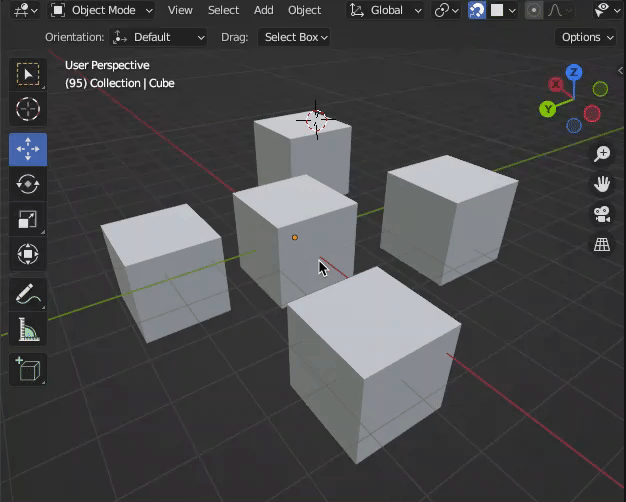 Object Mode View Select Add Object Global
Orientation: Default Drag: Select Box Options
User Perspective
(95) Collection | Cube
Z
X
Y